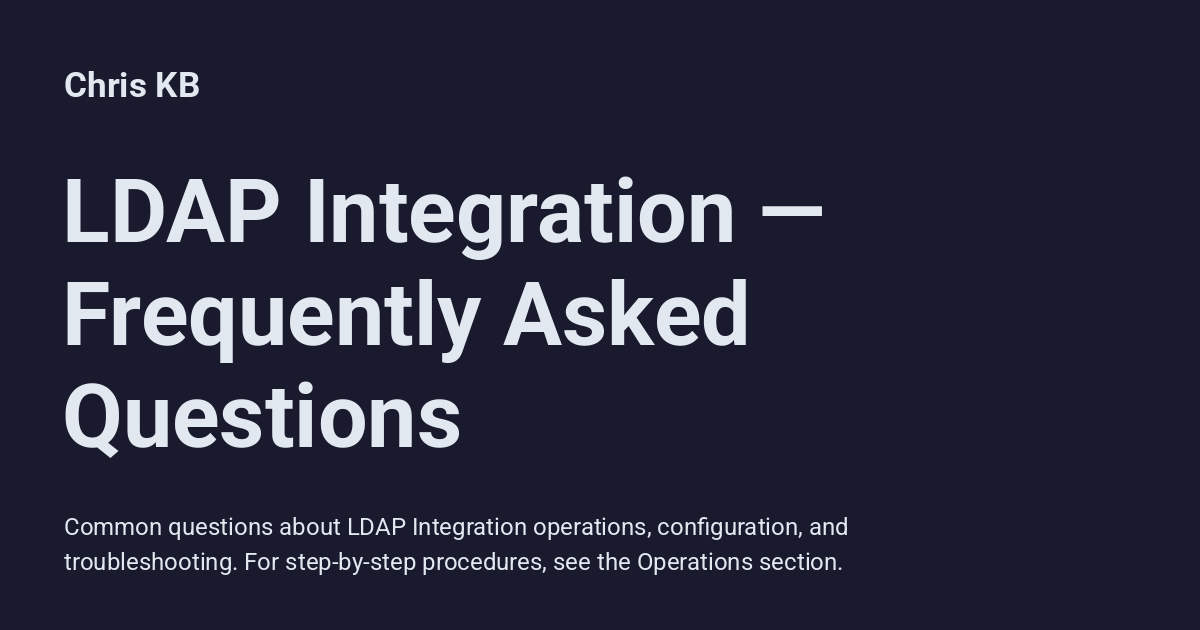 Chris KB
LDAP Integration —
Frequently Asked
Questions
Common questions about LDAP Integration operations, configuration, and
troubleshooting. For step-by-step procedures, see the Operations section.